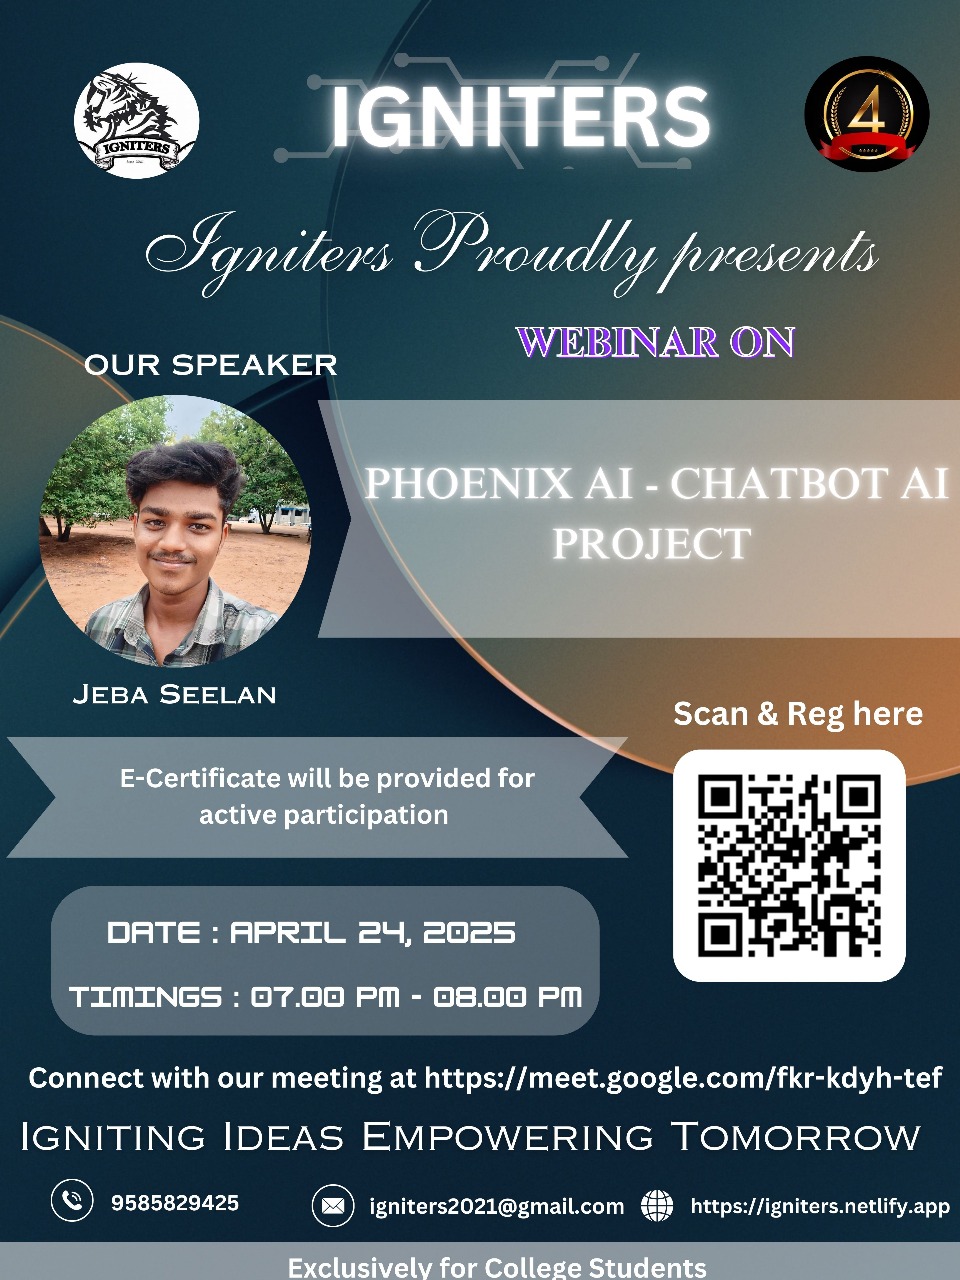 IGNITERS
IGNITERS
4
Igniters Proudly presents
WEBINAR ON
OUR SPEAKER
PHOENIX AI - CHATBOT AI
PROJECT
JEBA SEELAN
Scan & Reg here
E-Certificate will be provided for
active participation
DATE : APRIL 24, 2025
TIMINGS : 07.00 PM - 08.00 PM
Connect with our meeting at https://meet.google.com/fkr-kdyh-tef
IGNITING IDEAS EMPOWERING TOMORROW
9585829425
igniters2021@gmail.com
https://igniters.netlify.app
Exclusively for College Students